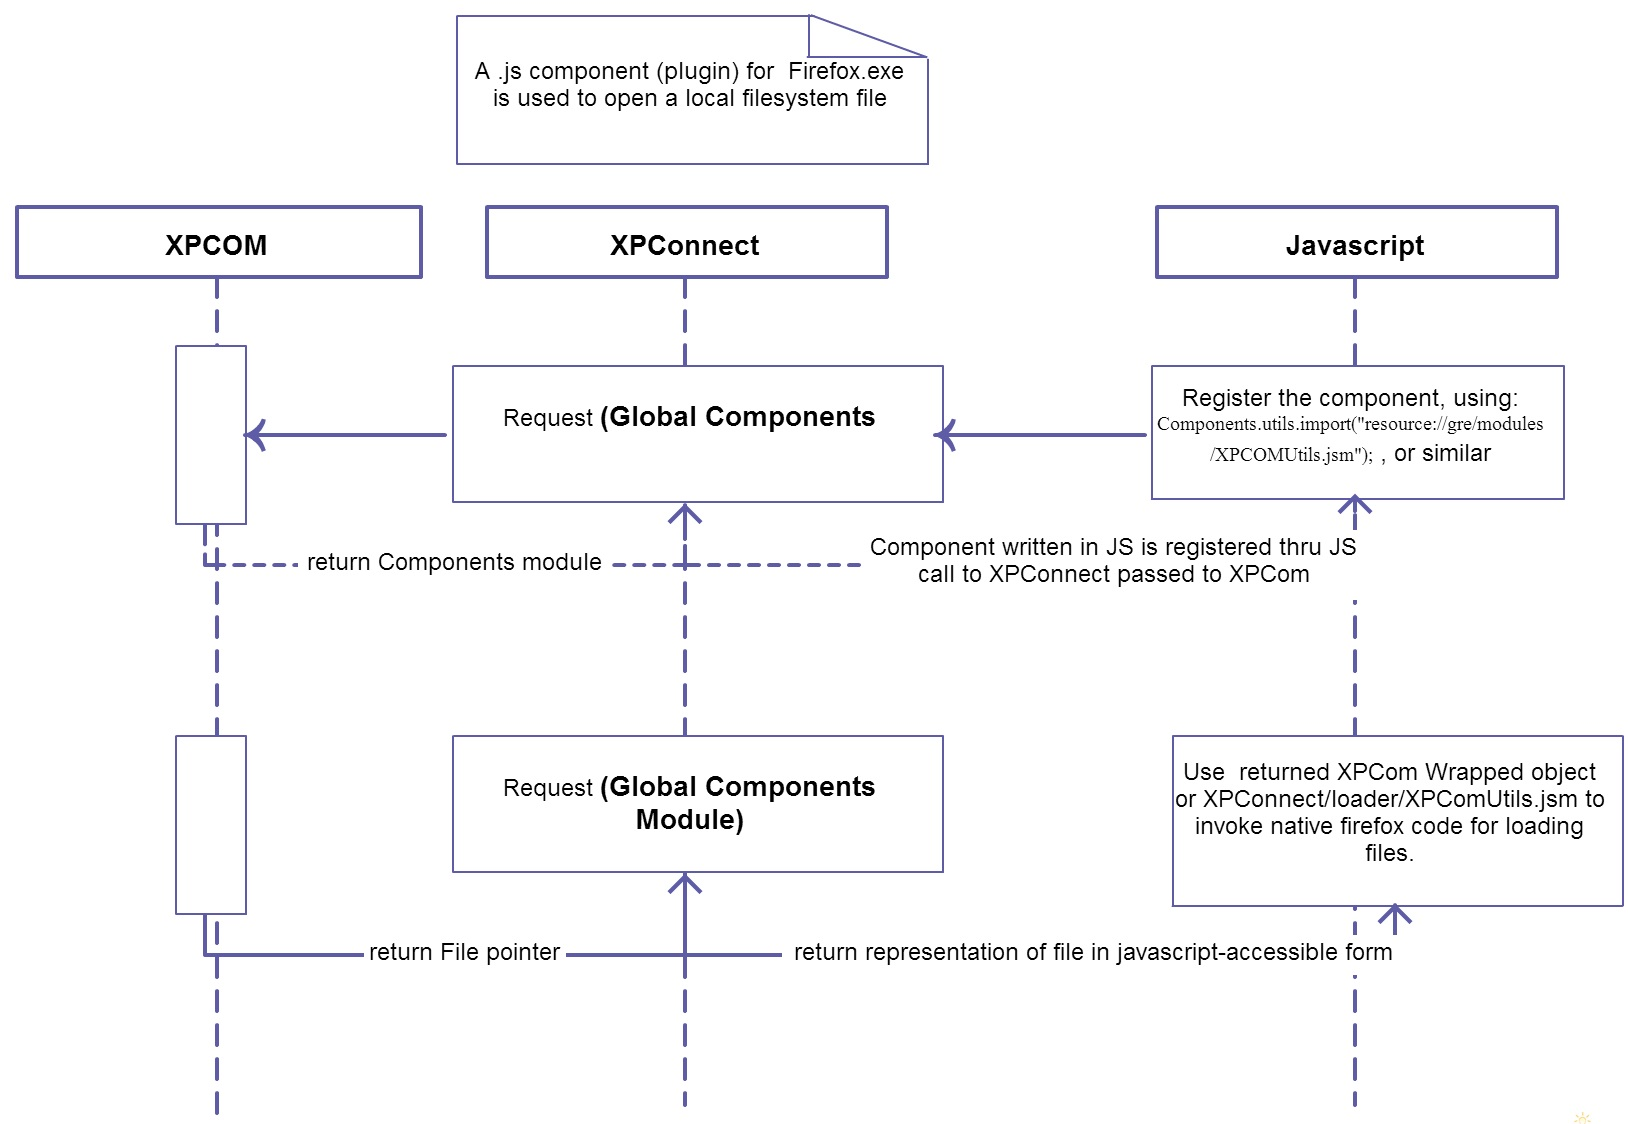 A .js component (plugin) for Firefox.exe
is used to open a local filesystem file
XPCOM
XPConnect
Javascript
Request (Global Components
Register the component, using:
Components.utils.import("resource://gre/modules
/XPCOMUtils.jsm"); , or similar
return Components module
Component written in JS is registered thru JS
call to XPConnect passed to XPCom
Request (Global Components
Module)
Use returned XPCom Wrapped object
or XPConnect/loader/XPComUtils.jsm to
invoke native firefox code for loading
files.
return File pointer
return representation of file in javascript-accessible form